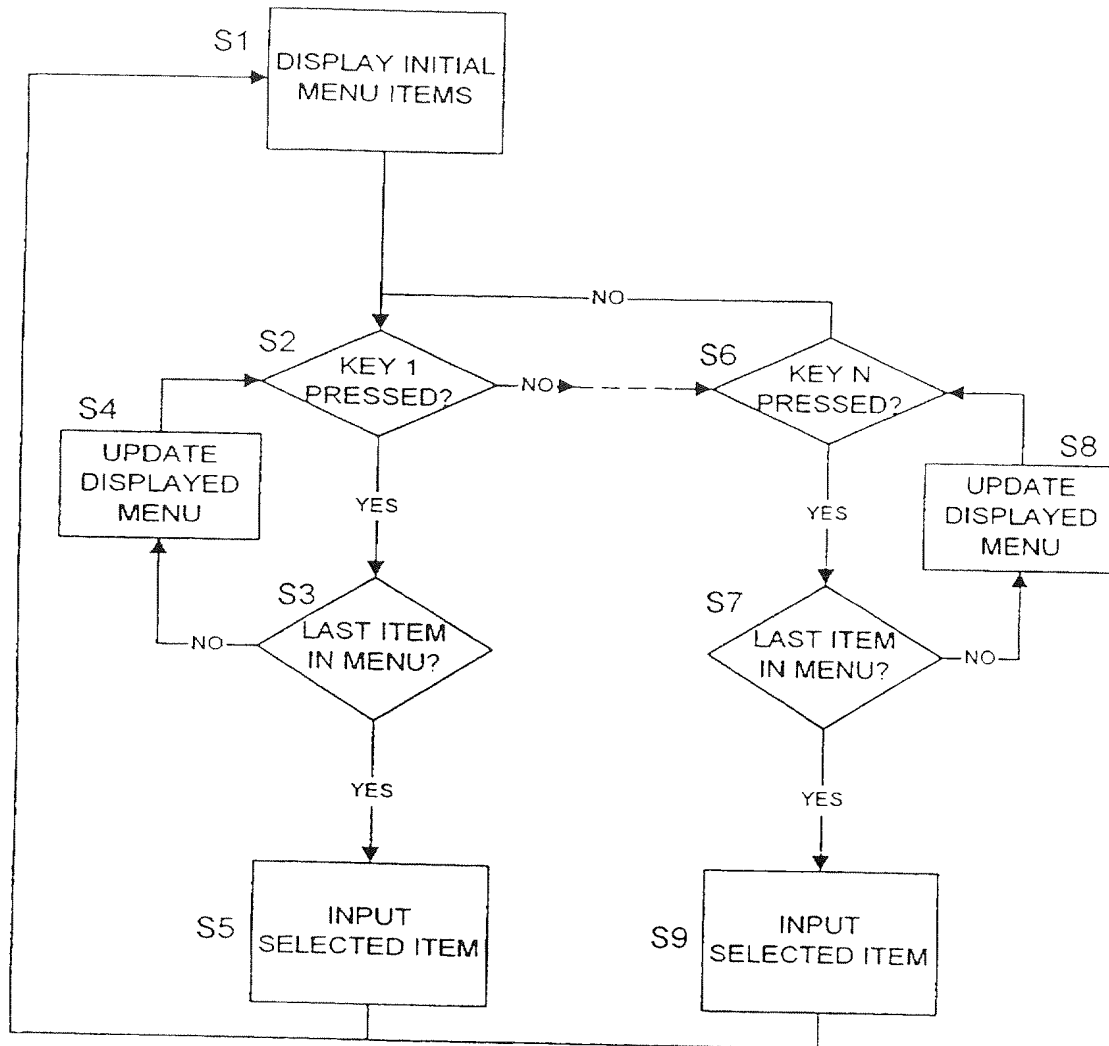 S1
DISPLAY INITIAL
MENU ITEMS
NO
S2
KEY 1
PRESSED?
NO
S6
KEY N
PRESSED?
S4
UPDATE
DISPLAYED
MENU
YES
YES
S8
UPDATE
DISPLAYED
MENU
S3
LAST ITEM
IN MENU?
NO
S7
LAST ITEM
IN MENU?
NO
YES
YES
S5
INPUT
SELECTED ITEM
S9
INPUT
SELECTED ITEM